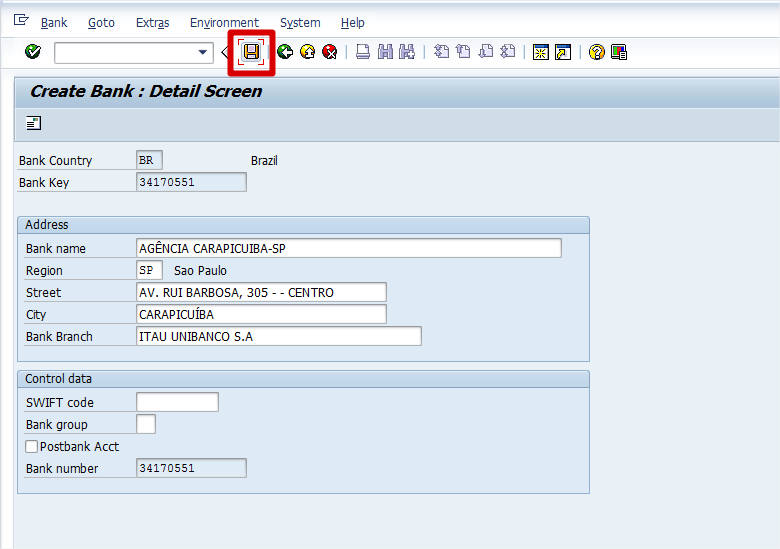 Bank Goto Extras Environment System Help
Create Bank : Detail Screen
Bank Country BR Brazil
Bank Key 34170551
Address
Bank name AGÊNCIA CARAPICUIBA-SP
Region SP Sao Paulo
Street AV. RUI BARBOSA, 305 - - CENTRO
City CARAPICUÍBA
Bank Branch ITAU UNIBANCO S.A
Control data
SWIFT code
Bank group
Postbank Acct
Bank number 34170551